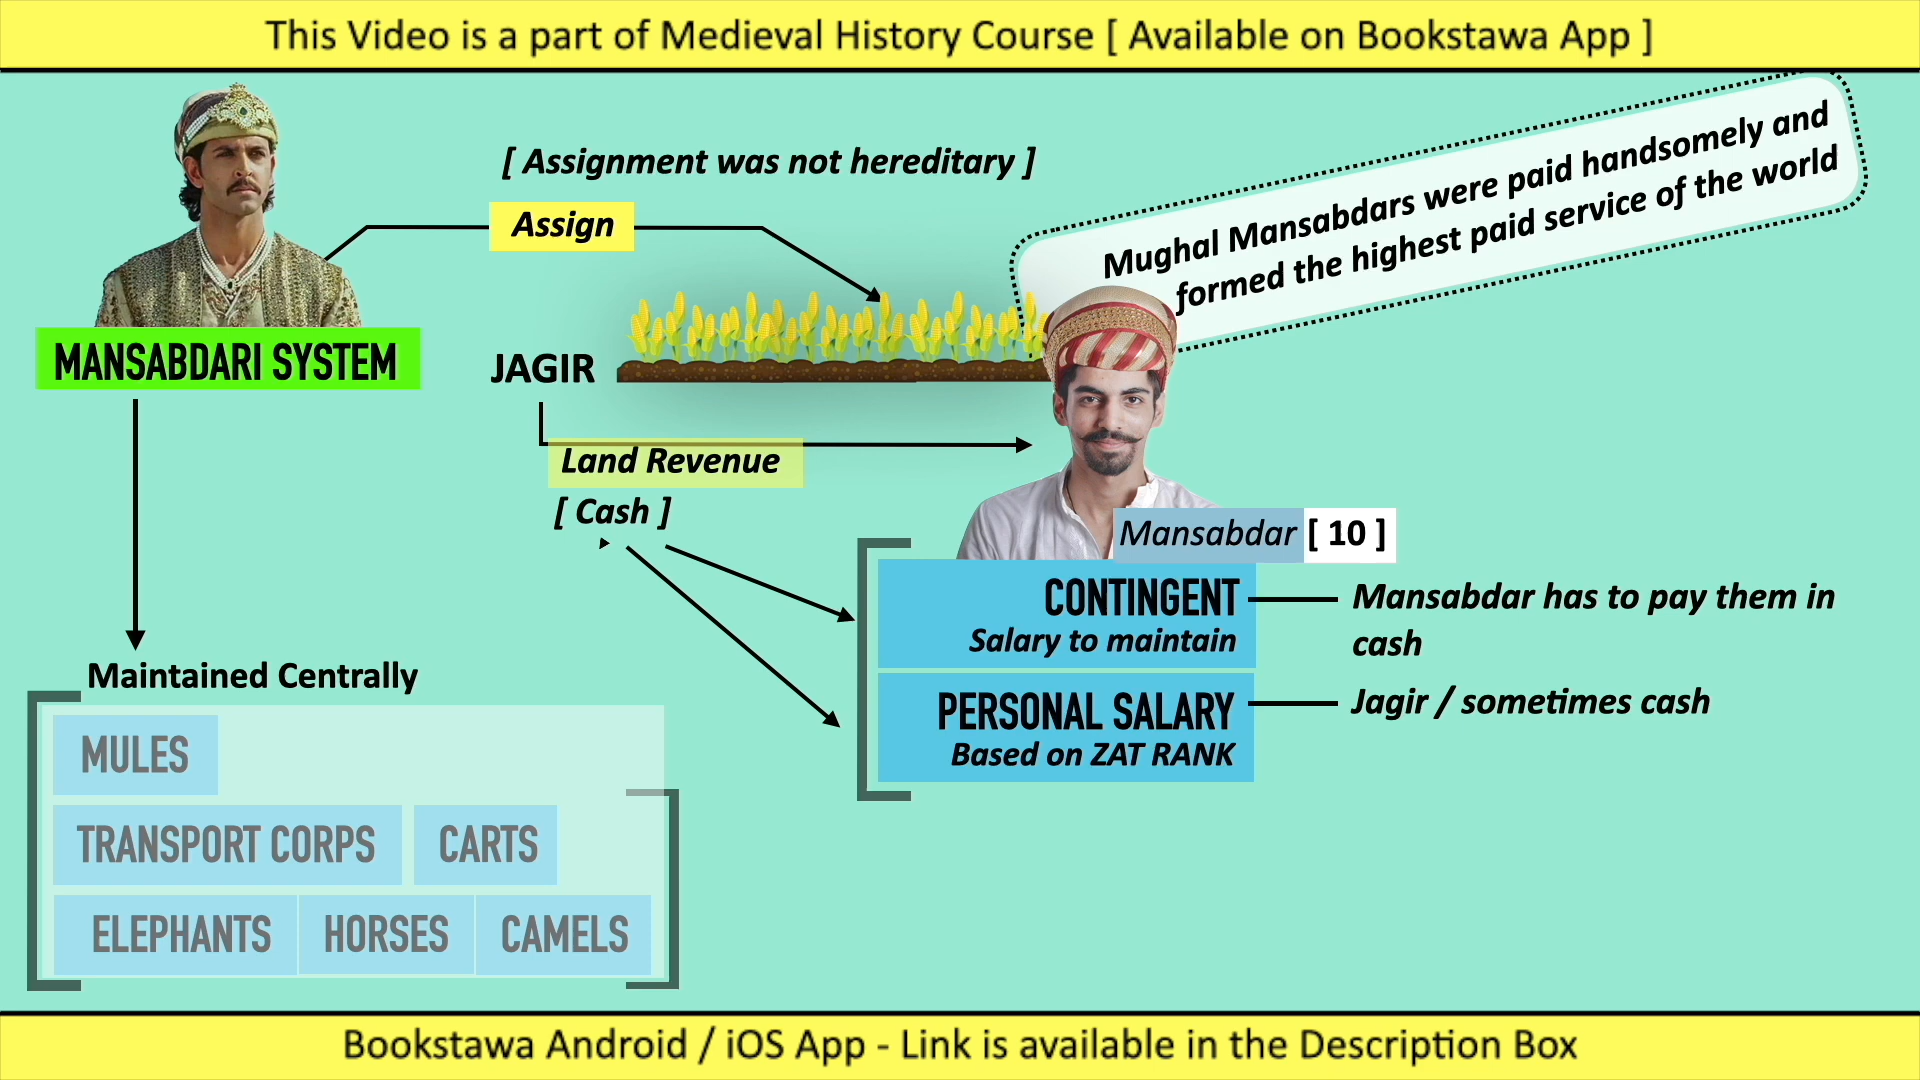 This Video is a part of Medieval History Course [ Available on Bookstawa App ]
[ Assignment was not hereditary ]
Assign
Mughal Mansabdars were paid handsomely and
formed the highest paid service of the world
MANSABDARI SYSTEM
JAGIR
Land Revenue
[ Cash ]
Mansabdar [ 10 ]
CONTINGENT
Salary to maintain
Mansabdar has to pay them in
cash
PERSONAL SALARY
Based on ZAT RANK
Jagir / sometimes cash
Maintained Centrally
MULES
TRANSPORT CORPS CARTS
ELEPHANTS HORSES CAMELS
Bookstawa Android / iOS App - Link is available in the Description Box